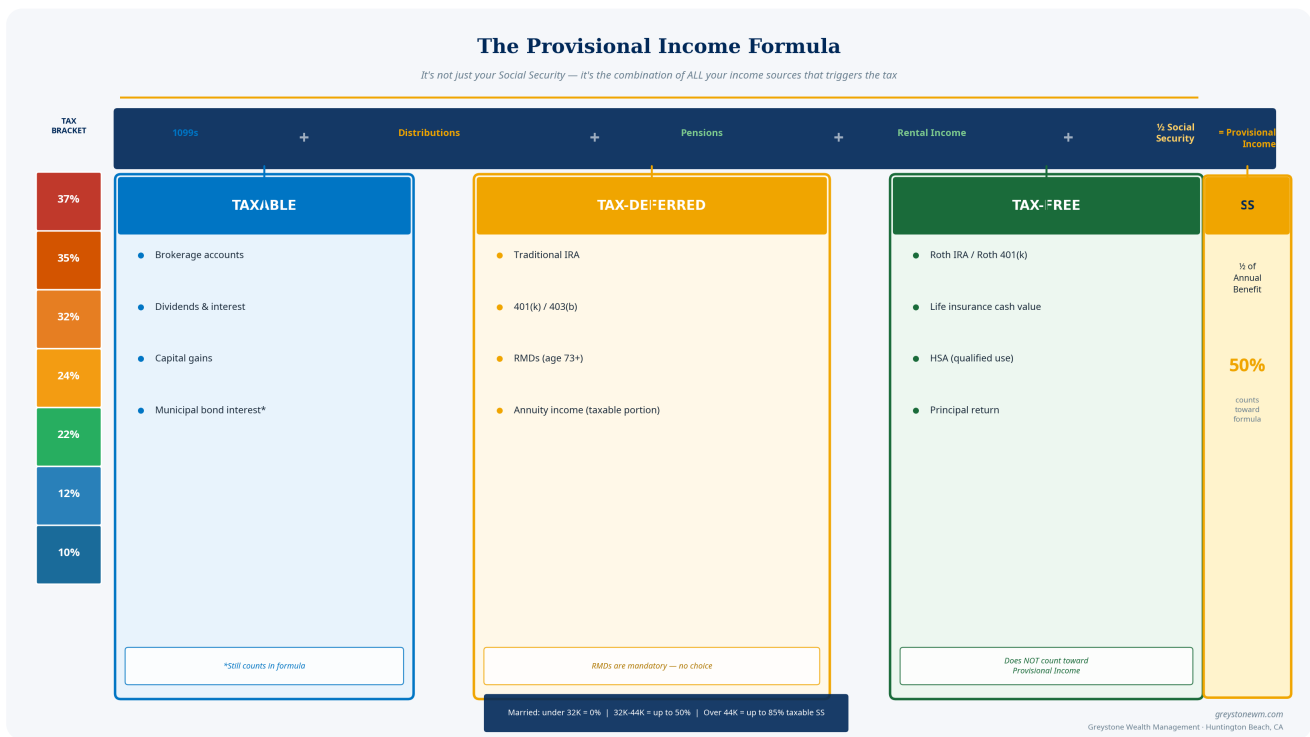 The Provisional Income Formula
It's not just your Social Security — it's the combination of ALL your income sources that triggers the tax
TAX
BRACKET
1099s + Distributions + Pensions + Rental Income + ½ Social
Security
= Provisional
Income
37%
35%
32%
24%
22%
12%
10%
TAXABLE
Brokerage accounts
Dividends & interest
Capital gains
Municipal bond interest*
*Still counts in formula
TAX-DEFERRED
Traditional IRA
401(k) / 403(b)
RMDs (age 73+)
Annuity income (taxable portion)
RMDs are mandatory — no choice
TAX-FREE
Roth IRA / Roth 401(k)
Life insurance cash value
HSA (qualified use)
Principal return
Does NOT count toward
Provisional Income
SS
½ of
Annual
Benefit
50%
counts
toward
formula
Married: under 32K = 0% | 32K-44K = up to 50% | Over 44K = up to 85% taxable SS
greystonewm.com
Greystone Wealth Management · Huntington Beach, CA